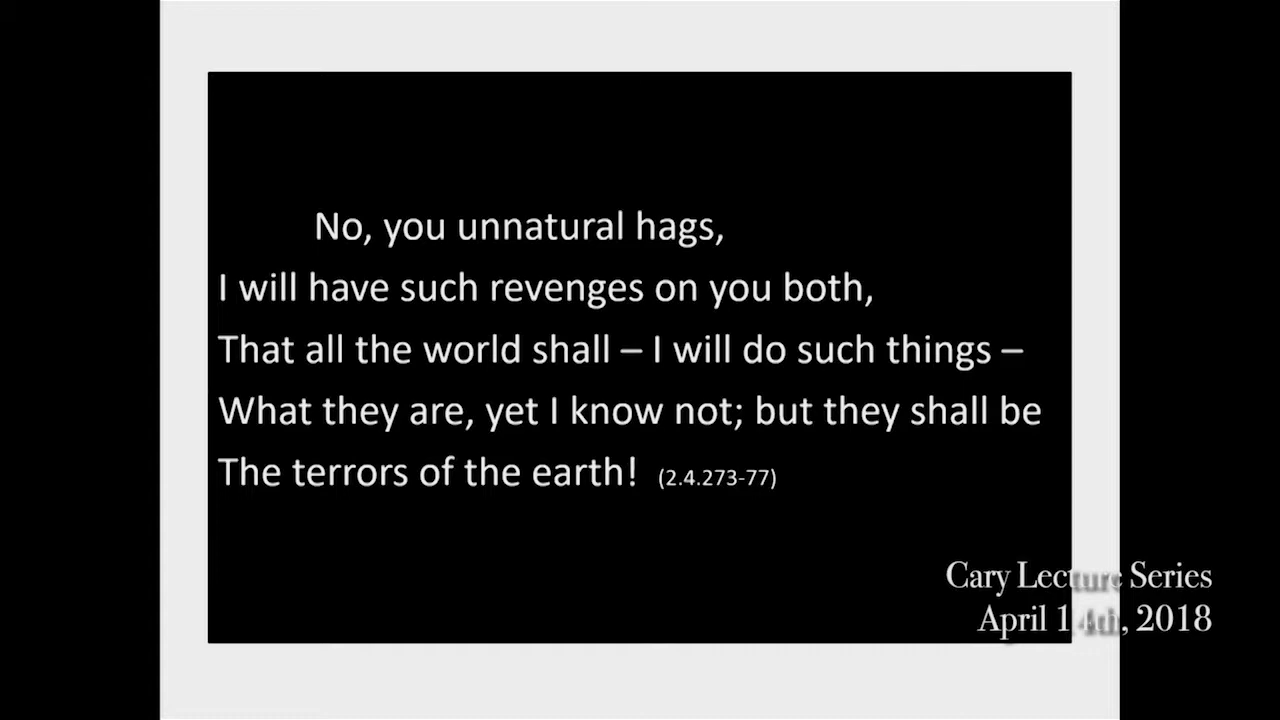 No, you unnatural hags,
I will have such revenges on you both,
That all the world shall – I will do such things –
What they are, yet I know not; but they shall be
The terrors of the earth! (2.4.273-77)
Cary Lecture Series
April 14th, 2018